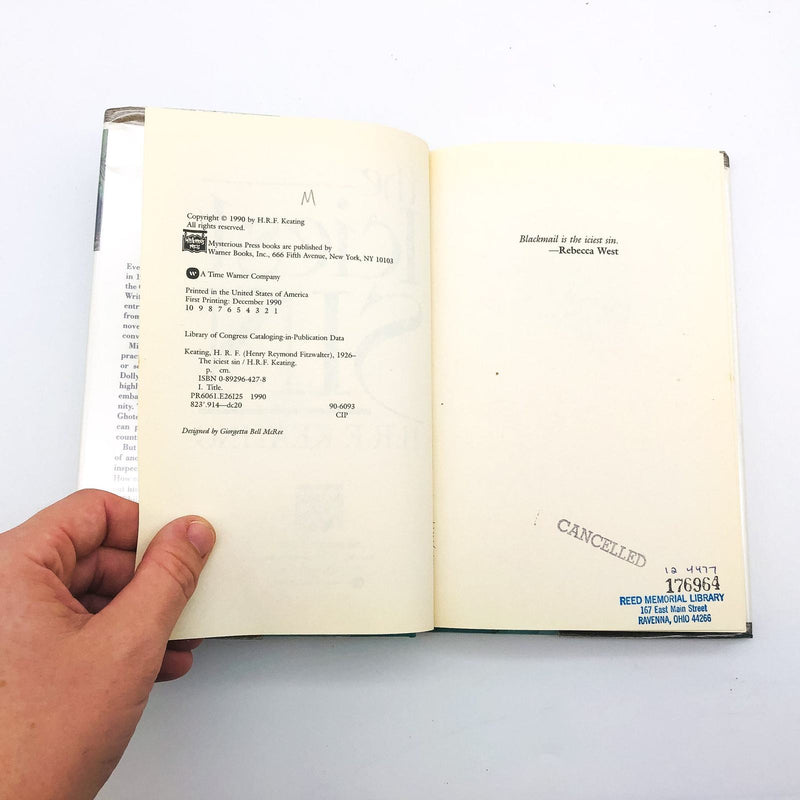 M
Copyright © 1990 by H.R.F. Keating
All rights reserved.
Mysterious Press books are published by
Warner Books, Inc., 666 Fifth Avenue, New York, NY 10103
W A Time Warner Company
Printed in the United States of America
First Printing: December 1990
10 9 8 7 6 5 4 3 2 1
Library of Congress Cataloging-in-Publication Data
Keating, H. R. F. (Henry Reymond Fitzwalter), 1926–
The iciest sin / H.R.F. Keating.
p. cm.
ISBN 0-89296-427-8
I. Title.
PR6061.E26I25 1990
823'.914—dc20 90-6093
CIP
Designed by Giorgetta Bell McRee
Blackmail is the iciest sin.
—Rebecca West
CANCELLED
12 4477
176964
REED MEMORIAL LIBRARY
167 East Main Street
RAVENNA, OHIO 44266